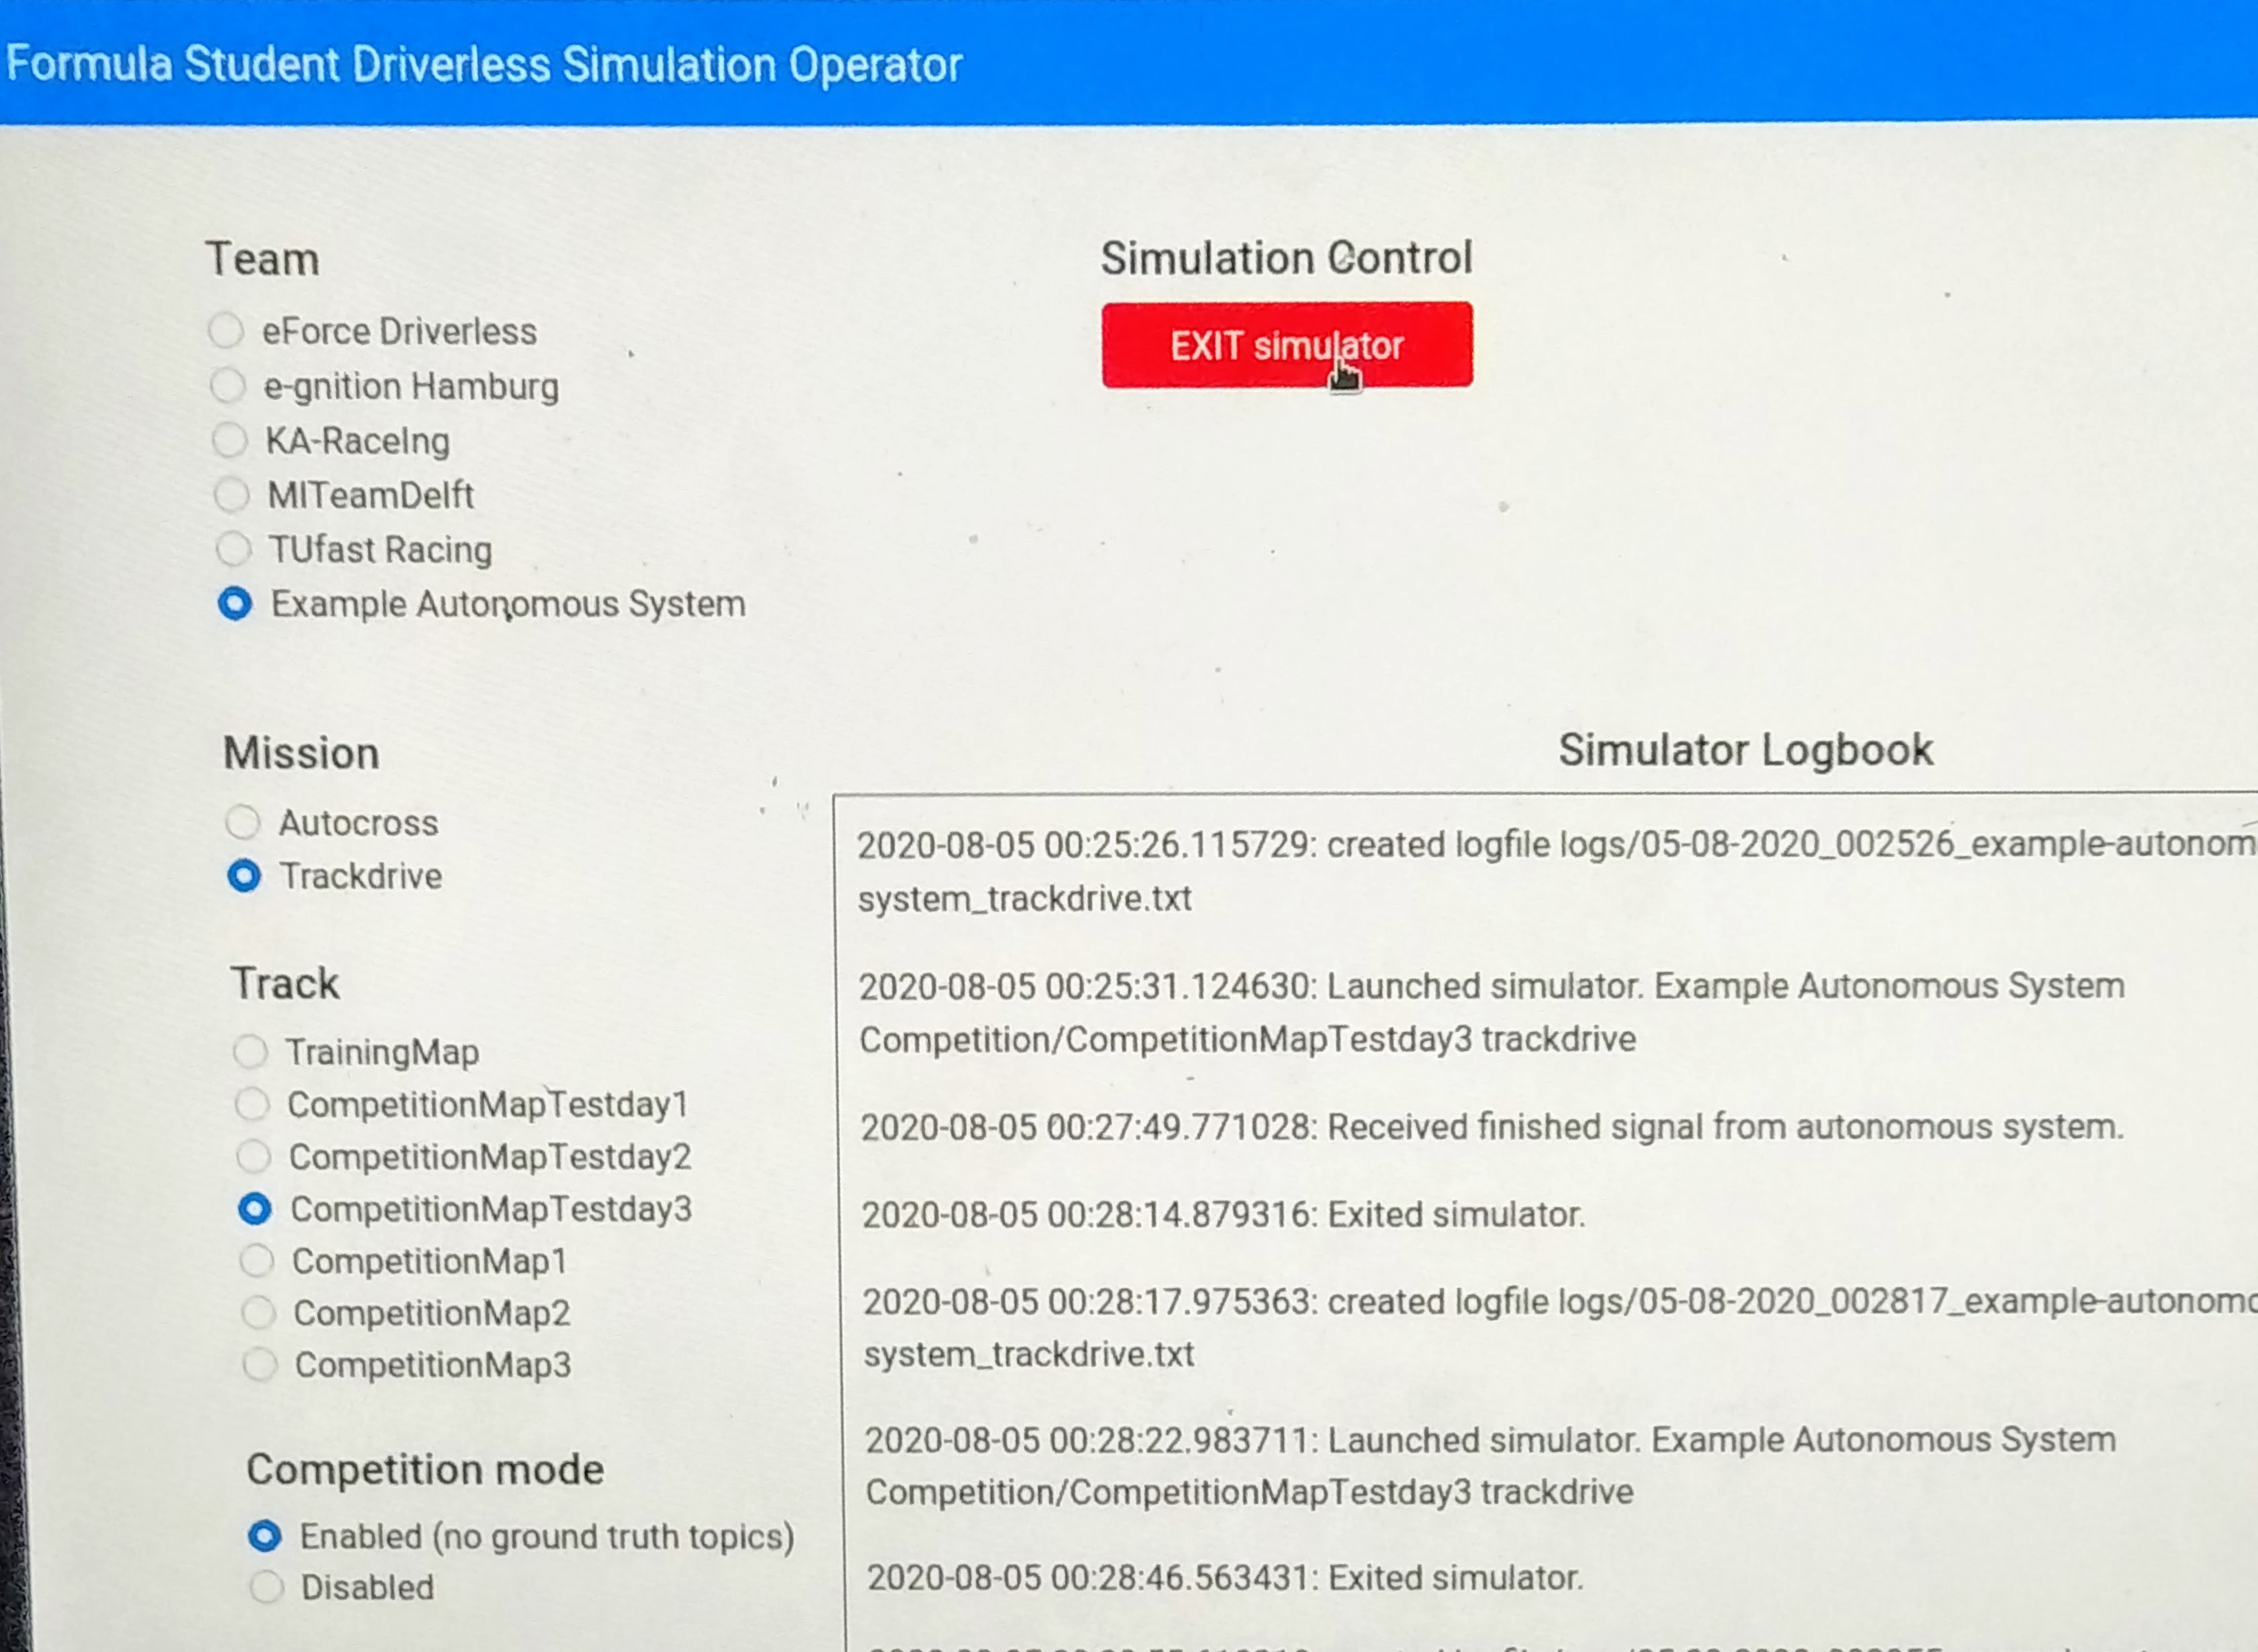 Formula Student Driverless Simulation Operator
Team
eForce Driverless
e-gnition Hamburg
KA-RaceIng
MITeamDelft
TUfast Racing
Example Autonomous System
Simulation Control
EXIT simulator
Mission
Autocross
Trackdrive
Track
TrainingMap
CompetitionMapTestday1
CompetitionMapTestday2
CompetitionMapTestday3
CompetitionMap1
CompetitionMap2
CompetitionMap3
Competition mode
Enabled (no ground truth topics)
Disabled
Simulator Logbook
2020-08-05 00:25:26.115729: created logfile logs/05-08-2020_002526_example-autonom
system_trackdrive.txt
2020-08-05 00:25:31.124630: Launched simulator. Example Autonomous System
Competition/CompetitionMapTestday3 trackdrive
2020-08-05 00:27:49.771028: Received finished signal from autonomous system.
2020-08-05 00:28:14.879316: Exited simulator.
2020-08-05 00:28:17.975363: created logfile logs/05-08-2020_002817_example-autonomo
system_trackdrive.txt
2020-08-05 00:28:22.983711: Launched simulator. Example Autonomous System
Competition/CompetitionMapTestday3 trackdrive
2020-08-05 00:28:46.563431: Exited simulator.